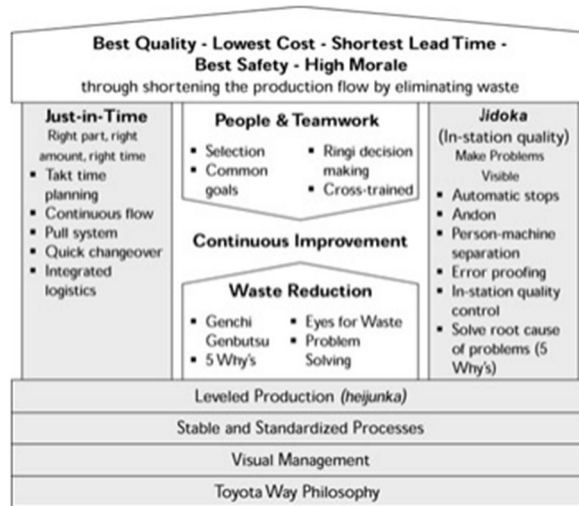 Best Quality - Lowest Cost - Shortest Lead Time -
Best Safety - High Morale
through shortening the production flow by eliminating waste
Just-in-Time
Right part, right
amount, right time
▪ Takt time
planning
▪ Continuous flow
▪ Pull system
▪ Quick changeover
▪ Integrated
logistics
People & Teamwork
▪ Selection
▪ Common
goals
▪ Ringi decision
making
▪ Cross-trained
Continuous Improvement
Waste Reduction
▪ Genchi
Genbutsu
▪ 5 Why's
▪ Eyes for Waste
▪ Problem
Solving
Jidoka
(In-station quality)
Make Problems
Visible
▪ Automatic stops
▪ Andon
▪ Person-machine
separation
▪ Error proofing
▪ In-station quality
control
▪ Solve root cause
of problems (5
Why's)
Leveled Production (heijunka)
Stable and Standardized Processes
Visual Management
Toyota Way Philosophy